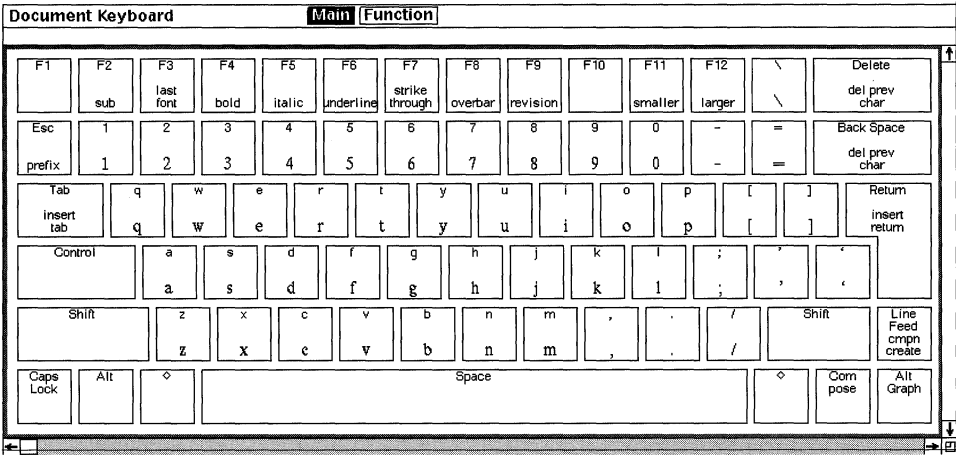 Document Keyboard Main Function
F1 F2 F3 F4 F5 F6 F7 F8 F9 F10 F11 F12 \ Delete
sub last font bold italic underline strike through overbar revision smaller larger \ del prev char
Esc 1 2 3 4 5 6 7 8 9 0 - = Back Space
prefix 1 2 3 4 5 6 7 8 9 0 - = del prev char
Tab q w e r t y u i o p [ ] Return
insert tab q w e r t y u i o p [ ] insert return
Control a s d f g h j k l ; ’ ‘
a s d f g h j k l ; ’ ‘
Shift z x c v b n m , . / Shift Line Feed
z x c v b n m , . / cmpn create
Caps Lock Alt ◇ Space ◇ Com pose Alt Graph